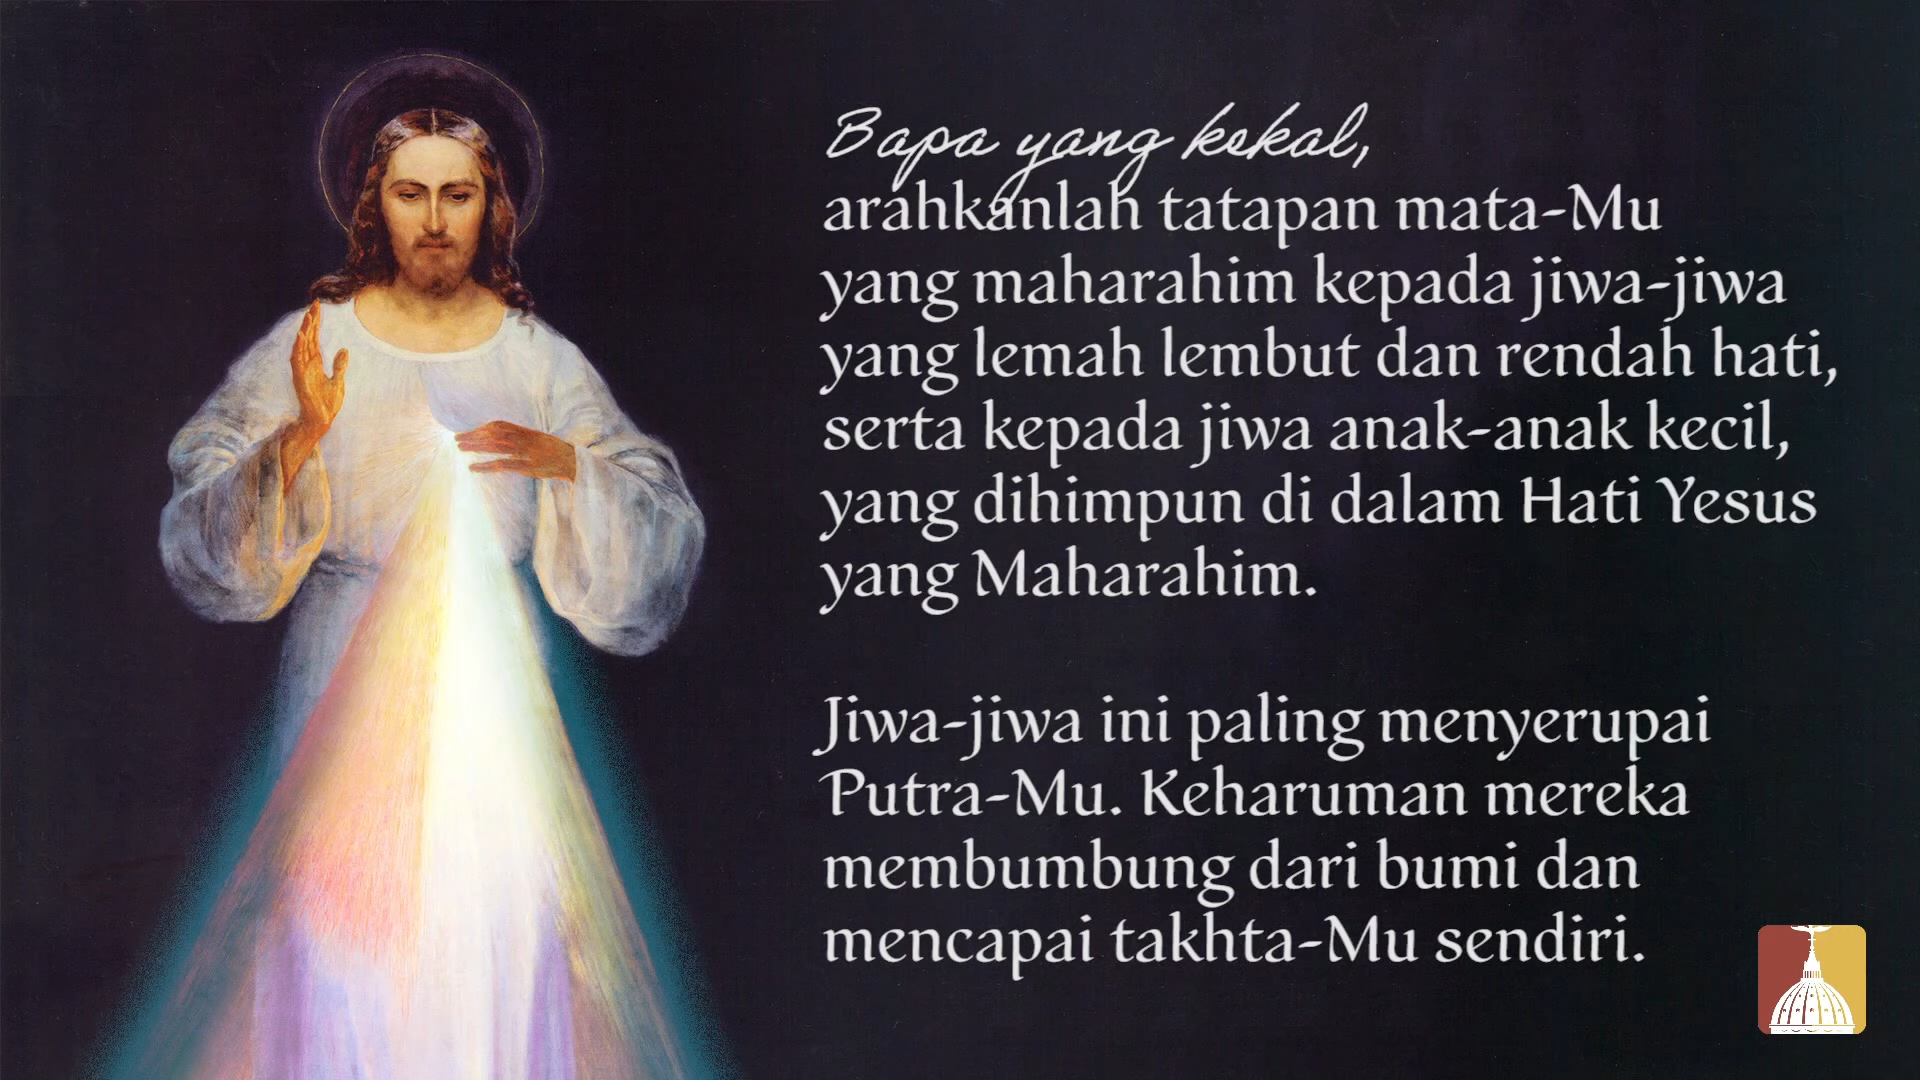 Bapa yang kekal,
arahkanlah tatapan mata-Mu
yang maharahim kepada jiwa-jiwa
yang lemah lembut dan rendah hati,
serta kepada jiwa anak-anak kecil,
yang dihimpun di dalam Hati Yesus
yang Maharahim.
Jiwa-jiwa ini paling menyerupai
Putra-Mu. Keharuman mereka
membumbung dari bumi dan
mencapai takhta-Mu sendiri.